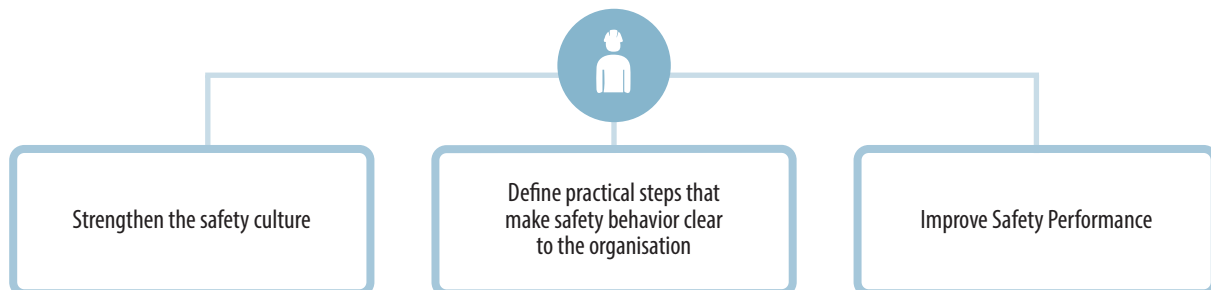 Strengthen the safety culture
Define practical steps that
make safety behavior clear
to the organisation
Improve Safety Performance